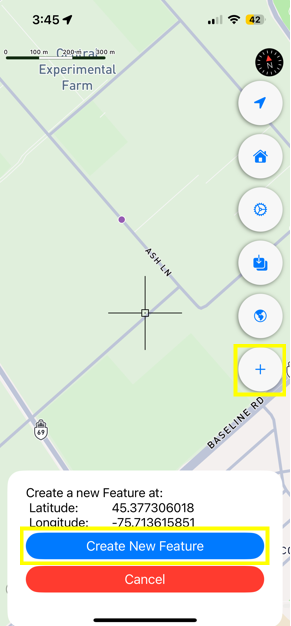 3:45
42
0 100 m 200 m 300 m
Central
Experimental
Farm
N
ASH LN
69
BASELINE RD
Create a new Feature at:
Latitude: 45.377306018
Longitude: -75.713615851
Create New Feature
Cancel